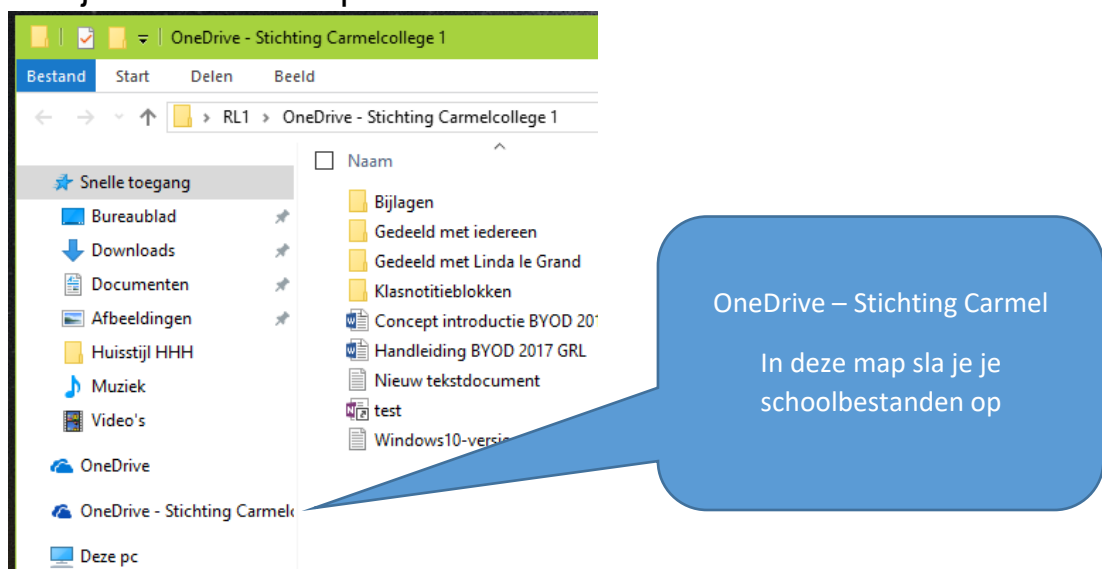 OneDrive - Stichting Carmelcollege 1
Bestand Start Delen Beeld
RL1 > OneDrive - Stichting Carmelcollege 1
Naam
Snelle toegang
Bureaublad
Downloads
Documenten
Afbeeldingen
Huisstijl HHH
Muziek
Video's
OneDrive
OneDrive - Stichting Carmelc
Deze pc
Bijlagen
Gedeeld met iedereen
Gedeeld met Linda le Grand
Klasnotitieblokken
Concept introductie BYOD 201
Handleiding BYOD 2017 GRL
Nieuw tekstdocument
test
Windows10-versi
OneDrive – Stichting Carmel
In deze map sla je je
schoolbestanden op